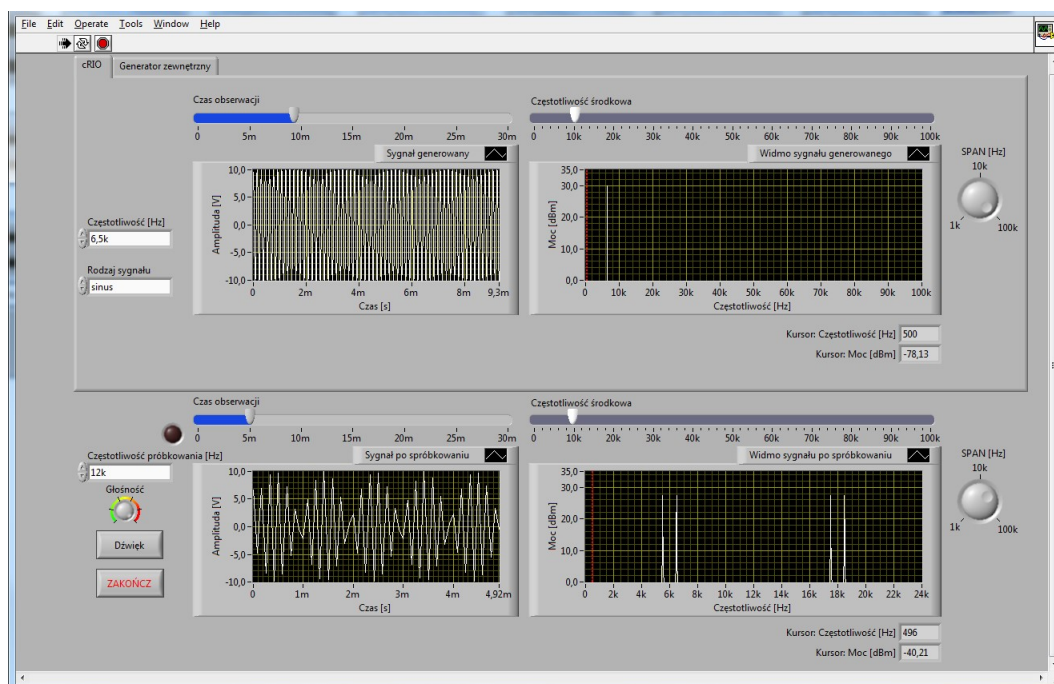 File Edit Operate Tools Window Help
cRIO Generator zewnętrzny
Czas obserwacji
0 5m 10m 15m 20m 25m 30m
Częstotliwość środkowa
0 10k 20k 30k 40k 50k 60k 70k 80k 90k 100k
Sygnał generowany
Widmo sygnału generowanego
SPAN [Hz]
10k
1k 100k
Częstotliwość [Hz]
6,5k
Rodzaj sygnału
sinus
Amplituda [V]
10,0
5,0
0,0
-5,0
-10,0
0 2m 4m 6m 8m 9,3m
Czas [s]
Moc [dBm]
35,0
30,0
20,0
10,0
0,0
0 10k 20k 30k 40k 50k 60k 70k 80k 90k 100k
Częstotliwość [Hz]
Kursor: Częstotliwość [Hz] 500
Kursor: Moc [dBm] -78,13
Czas obserwacji
0 5m 10m 15m 20m 25m 30m
Częstotliwość środkowa
0 10k 20k 30k 40k 50k 60k 70k 80k 90k 100k
Częstotliwość próbkowania [Hz]
12k
Głośność
Dźwięk
ZAKOŃCZ
Sygnał po spróbkowaniu
Widmo sygnału po spróbkowaniu
SPAN [Hz]
10k
1k 100k
Amplituda [V]
10,0
5,0
0,0
-5,0
-10,0
0 1m 2m 3m 4m 4,92m
Czas [s]
Moc [dBm]
35,0
30,0
20,0
10,0
0,0
0 2k 4k 6k 8k 10k 12k 14k 16k 18k 20k 22k 24k
Częstotliwość [Hz]
Kursor: Częstotliwość [Hz] 496
Kursor: Moc [dBm] -40,21